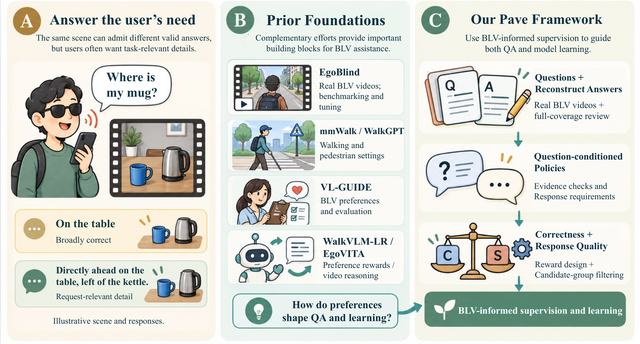 A Answer the user's need
The same scene can admit different valid answers,
but users often want task-relevant details.
Where is
my mug?
On the table
Broadly correct
Directly ahead on the
table, left of the kettle.
Request-relevant detail
Illustrative scene and responses.
B Prior Foundations
Complementary efforts provide important
building blocks for BLV assistance.
EgoBlind
Real BLV videos;
benchmarking and
tuning
mmWalk / WalkGPT
Walking and
pedestrian settings
VL-GUIDE
BLV preferences
and evaluation
WalkVLM-LR /
EgoVITA
Preference rewards /
video reasoning
How do preferences
shape QA and learning?
C Our Pave Framework
Use BLV-informed supervision to guide
both QA and model learning.
Q A
Questions +
Reconstruct Answers
Real BLV videos +
full-coverage review
?
Question-conditioned
Policies
Evidence checks and
Response requirements
C S
Correctness +
Response Quality
Reward design +
Candidate-group filtering
BLV-informed supervision and learning